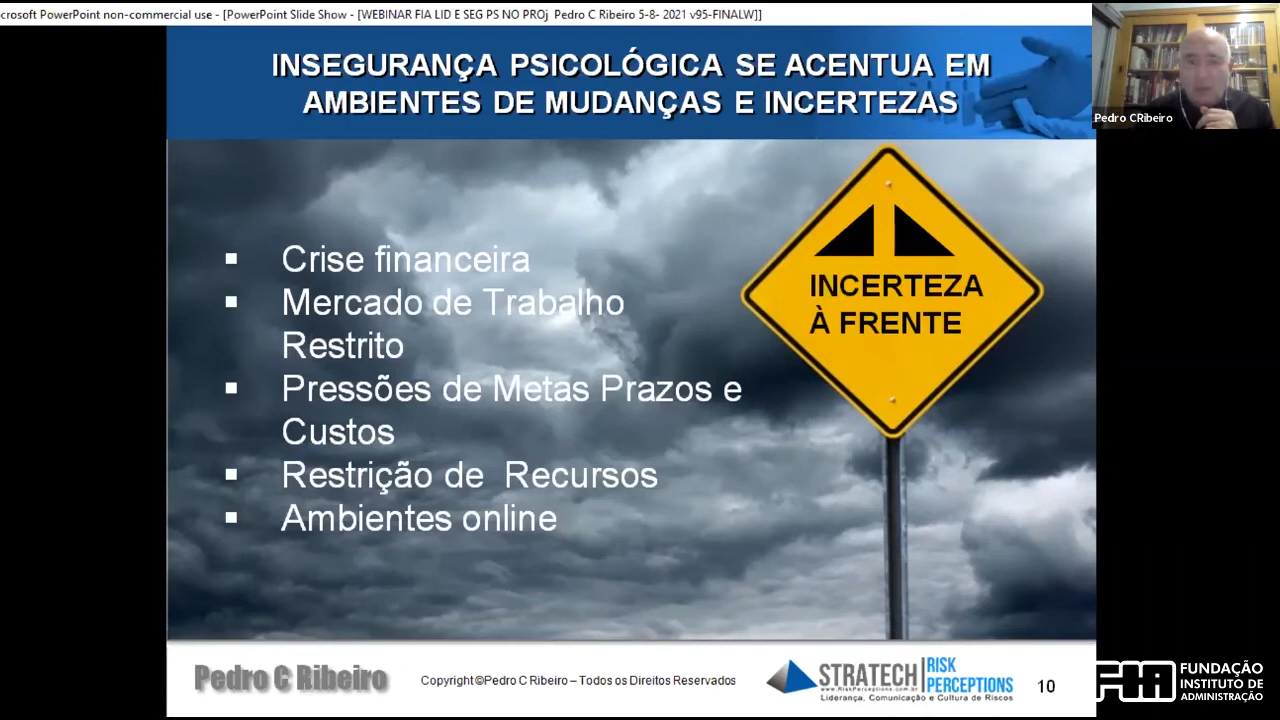 crosoft PowerPoint non-commercial use - [PowerPoint Slide Show - [WEBINAR FIA LID E SEG PS NO PROj Pedro C Ribeiro 5-8- 2021 v95-FINALW]]
INSEGURANÇA PSICOLÓGICA SE ACENTUA EM
AMBIENTES DE MUDANÇAS E INCERTEZAS
Pedro CRibeiro
▪ Crise financeira
▪ Mercado de Trabalho
Restrito
▪ Pressões de Metas Prazos e
Custos
▪ Restrição de Recursos
▪ Ambientes online
INCERTEZA
À FRENTE
Pedro C Ribeiro
Copyright©Pedro C Ribeiro – Todos os Direitos Reservados
STRATECH
www.RiskPerceptions.com.br
RISK
PERCEPTIONS
Liderança, Comunicação e Cultura de Riscos
10
FIA
FUNDAÇÃO
INSTITUTO DE
ADMINISTRAÇÃO